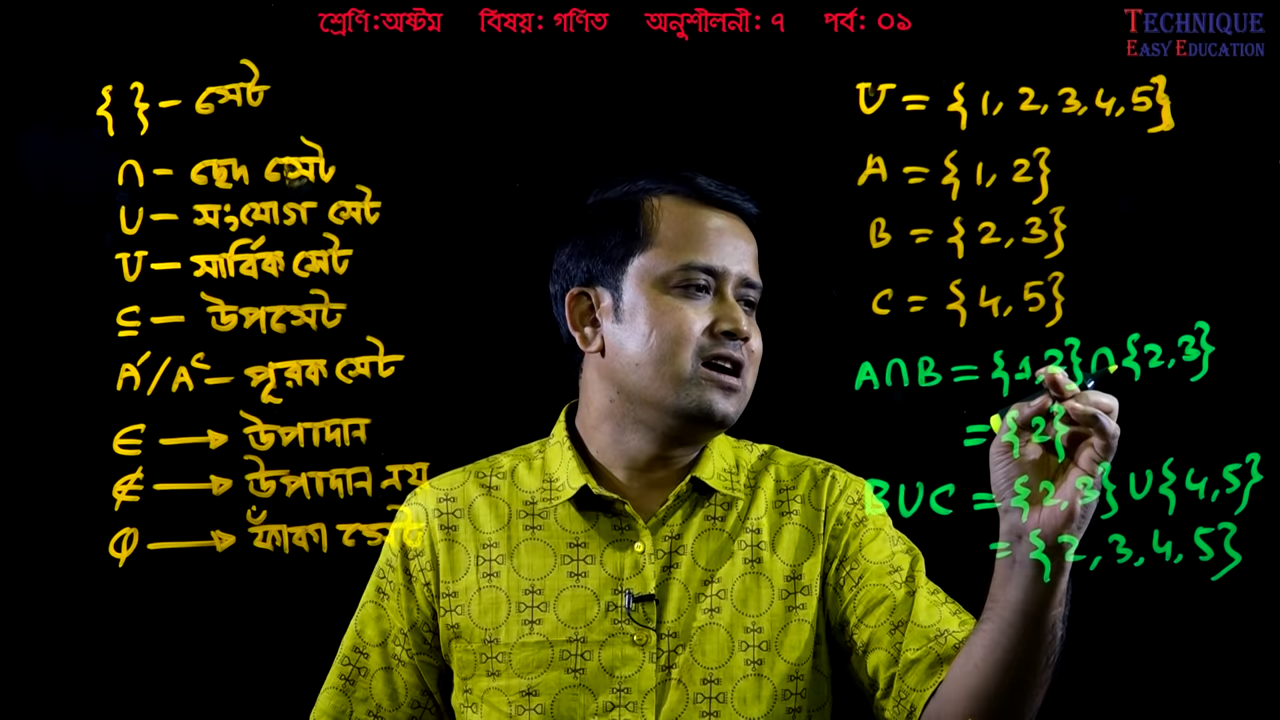 শ্রেণি:অষ্টম বিষয়: গণিত অনুশীলনী: ৭ পর্ব: ০১
TECHNIQUE
EASY EDUCATION
{ } – সেট
∩ – ছেদ সেট
∪ – সংযোগ সেট
U – সার্বিক সেট
⊆ – উপসেট
A′/Aᶜ – পূরক সেট
∈ → উপাদান
∉ → উপাদান নয়
φ → ফাঁকা সেট
U = {1, 2, 3, 4, 5}
A = {1, 2}
B = {2, 3}
C = {4, 5}
A∩B = {1,2}∩{2,3}
= {2}
B∪C = {2,3}∪{4,5}
= {2, 3, 4, 5}